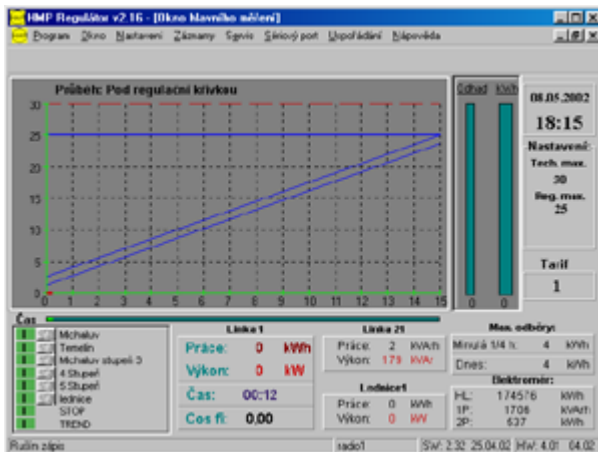 HMP Regulátor v2.16 - [Okno hlavního měření]
Program Okno Nastavení Záznamy Servis Sériový port Uspořádání Nápověda
Průběh: Pod regulační křivkou
30
25
20
15
10
5
0
0 1 2 3 4 5 6 7 8 9 10 11 12 13 14 15
Odhad kWh
0 0
08.05.2002
18:15
Nastavení:
Tech. max.
30
Reg. max.
25
Tarif
1
Čas
Michaluv
Temelín
Michaluv stupeň 3
4.Stupeň
5.Stupeň
lednice
STOP
TREND
Linka 1
Práce: 0 kWh
Výkon: 0 kW
Čas: 00:12
Cos fi: 0,00
Linka 21
Práce: 2 kVArh
Výkon: 179 kVAr
Lednice1
Práce: 0 kWh
Výkon: 0 kW
Max. odběry:
Minulá 1/4 h: 4 kWh
Dnes: 4 kWh
Elektroměr:
HL: 174576 kWh
1P: 1706 kVArh
2P: 637 kWh
Ruším zápis
radio1
SW: 2.32 25.04.02 HW: 4.01 04.02